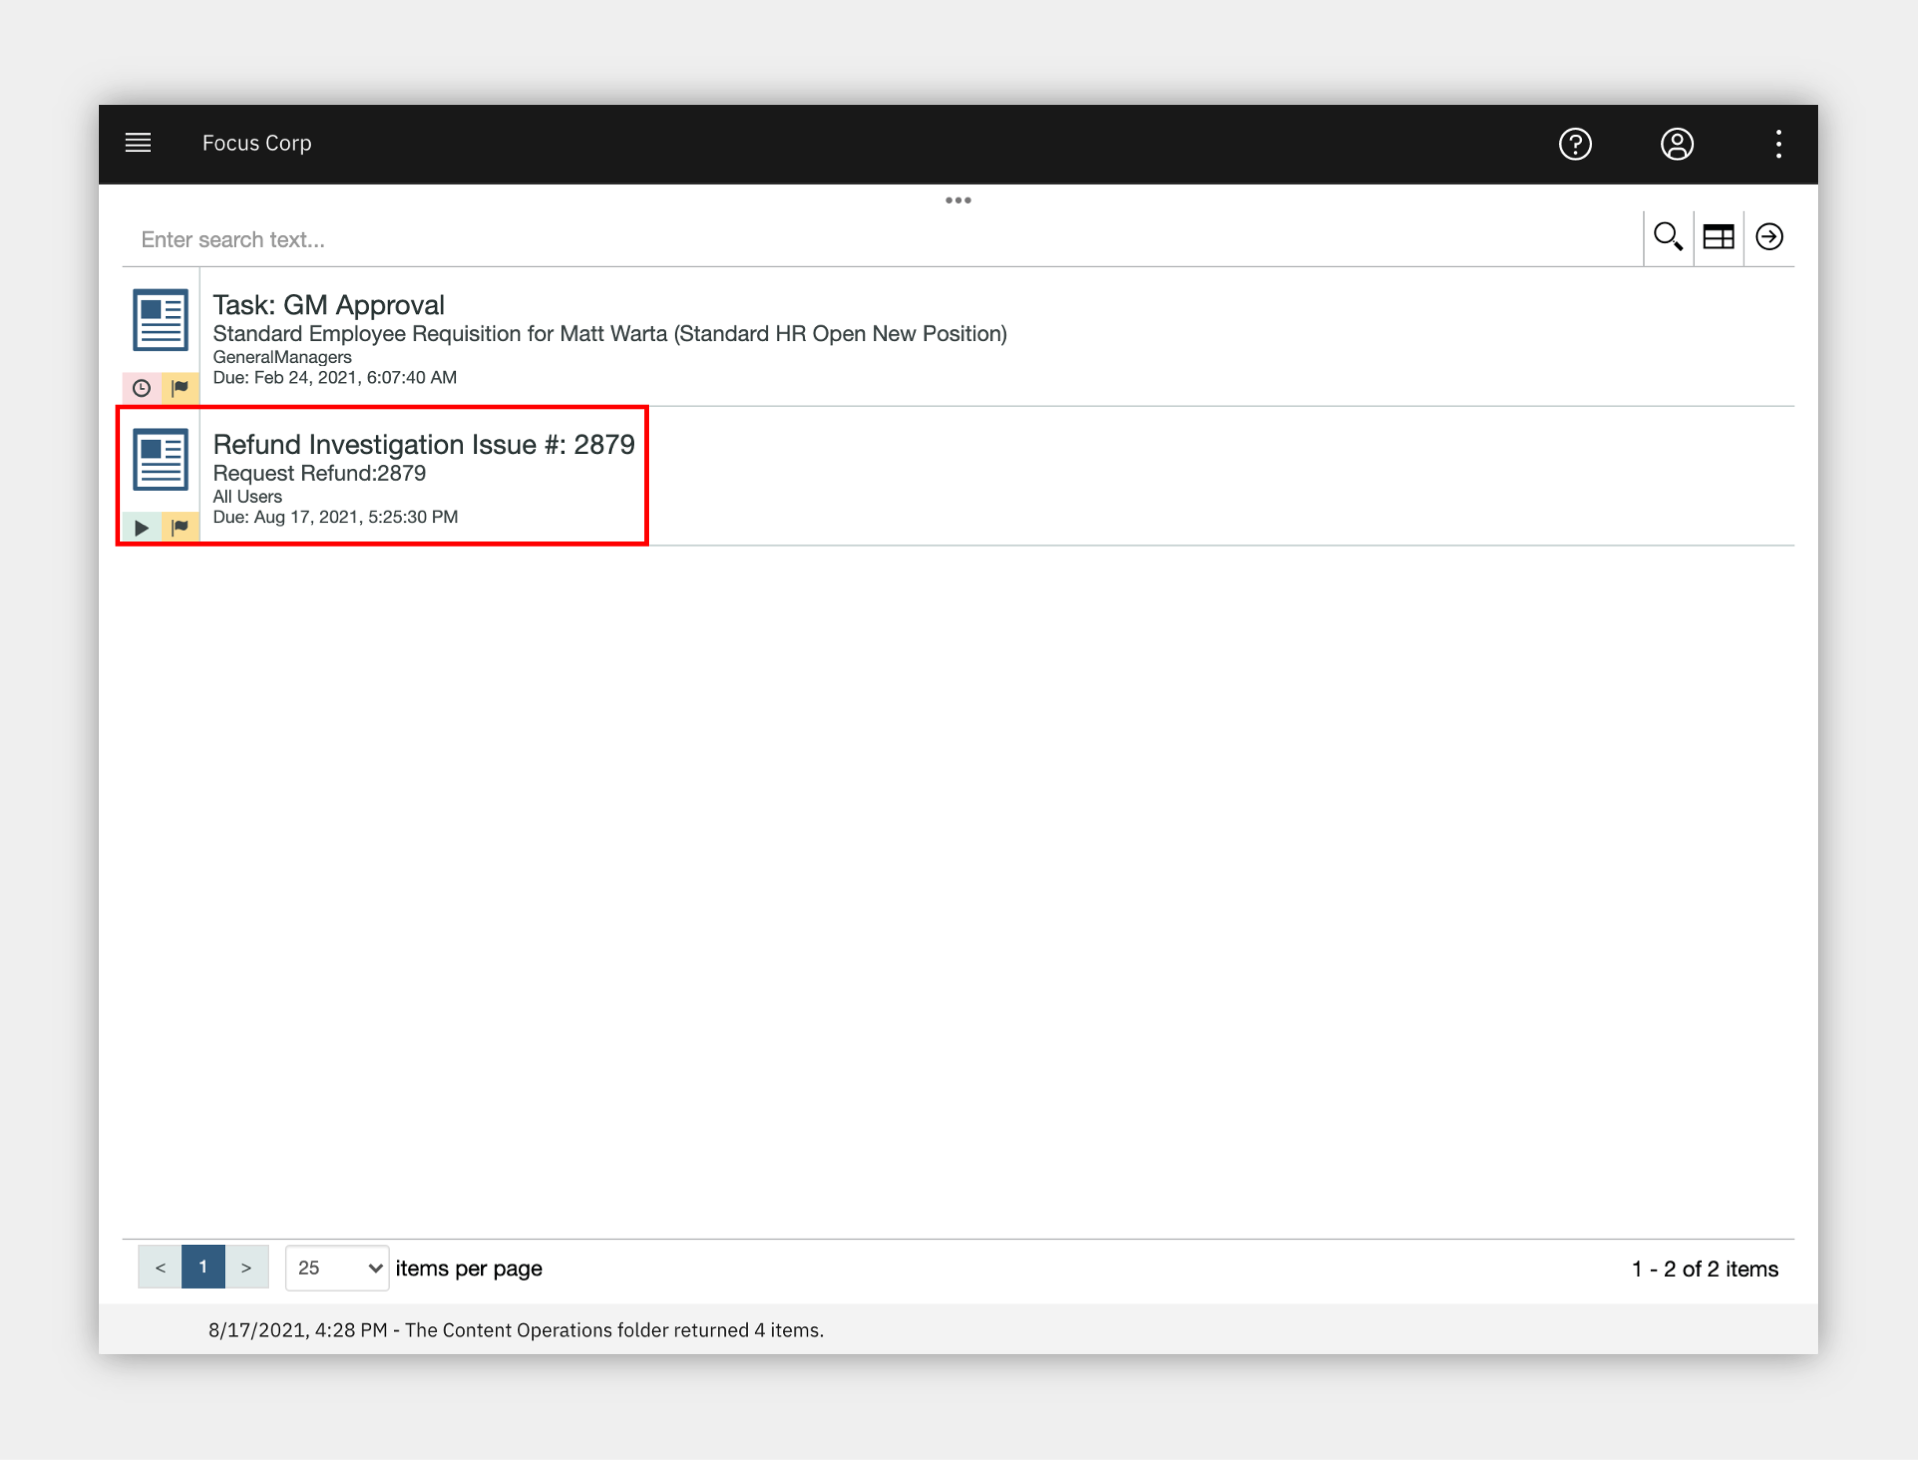 Focus Corp
Enter search text...
Task: GM Approval
Standard Employee Requisition for Matt Warta (Standard HR Open New Position)
GeneralManagers
Due: Feb 24, 2021, 6:07:40 AM
Refund Investigation Issue #: 2879
Request Refund:2879
All Users
Due: Aug 17, 2021, 5:25:30 PM
< 1 > 25 items per page 1 - 2 of 2 items
8/17/2021, 4:28 PM - The Content Operations folder returned 4 items.